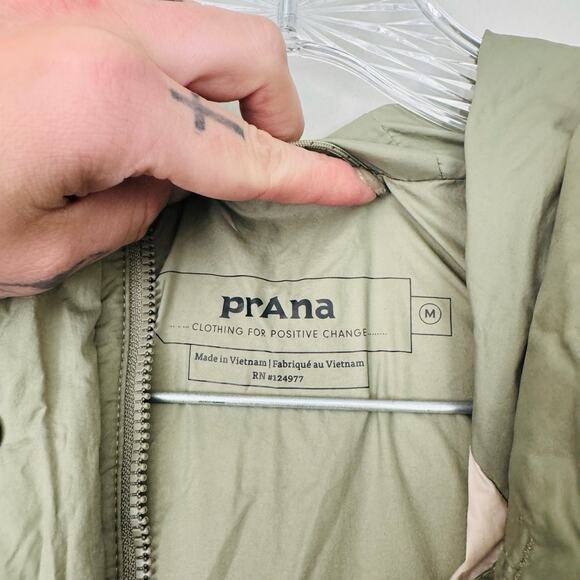 prAna
CLOTHING FOR POSITIVE CHANGE
M
Made in Vietnam | Fabriqué au Vietnam
RN #124977